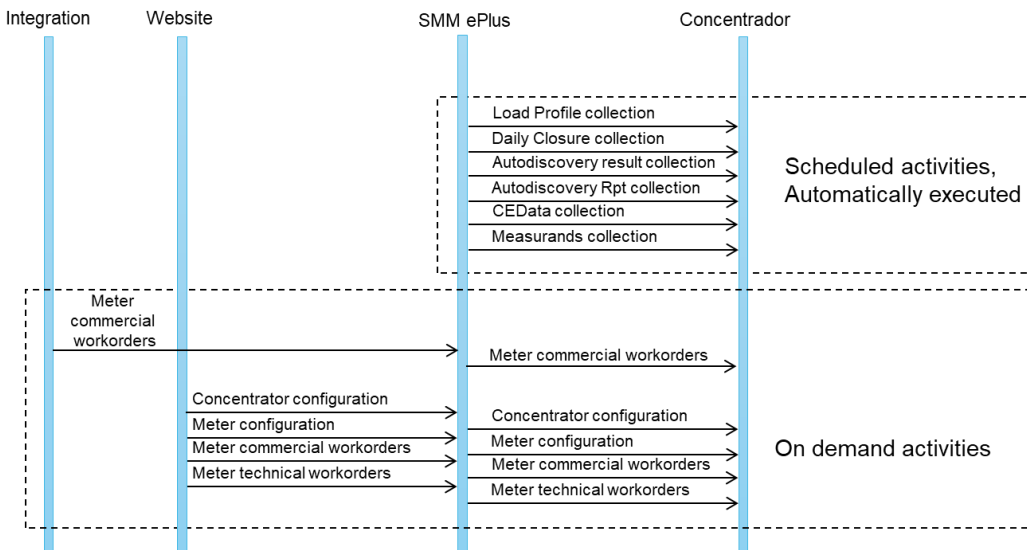 Integration
Website
SMM ePlus
Concentrador
Load Profile collection
Daily Closure collection
Autodiscovery result collection
Autodiscovery Rpt collection
CEData collection
Measurands collection
Scheduled activities,
Automatically executed
Meter
commercial
workorders
Meter commercial workorders
Concentrator configuration
Meter configuration
Meter commercial workorders
Meter technical workorders
Concentrator configuration
Meter configuration
Meter commercial workorders
Meter technical workorders
On demand activities